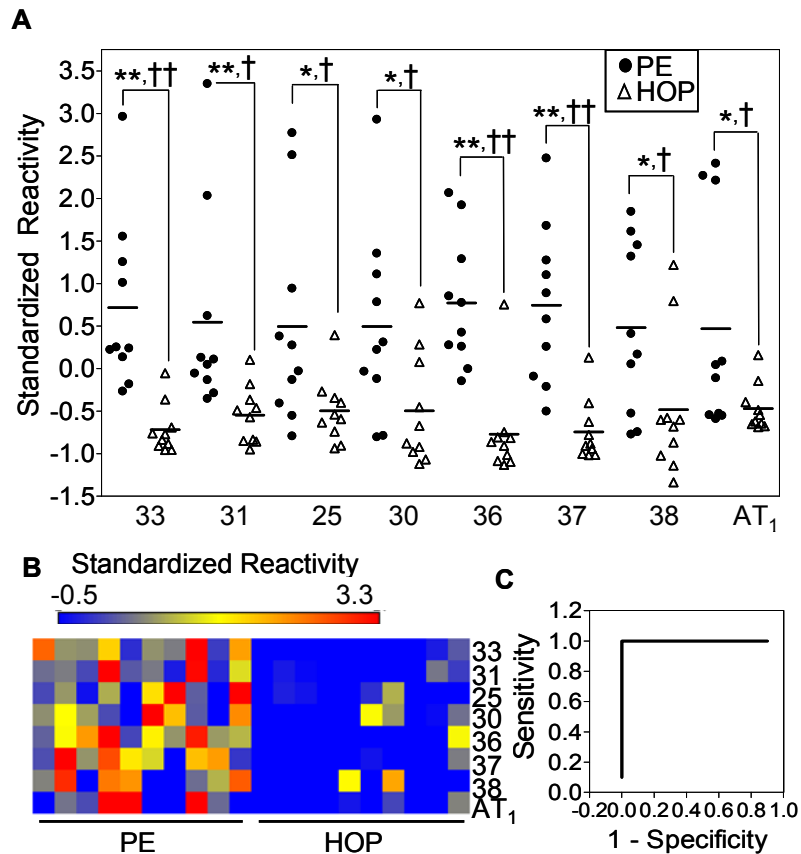 A
Standardized Reactivity
3.5
3.0
2.5
2.0
1.5
1.0
0.5
0.0
-0.5
-1.0
-1.5
**,††
**,†
*,†
*,†
**,††
**,††
*,†
*,†
PE
HOP
33 31 25 30 36 37 38 AT1
B
Standardized Reactivity
-0.5 3.3
33
31
25
30
36
37
38
AT1
PE HOP
C
Sensitivity
1.2
1.0
0.8
0.6
0.4
0.2
0.0
-0.20.0 0.2 0.4 0.6 0.8 1.0
1 - Specificity